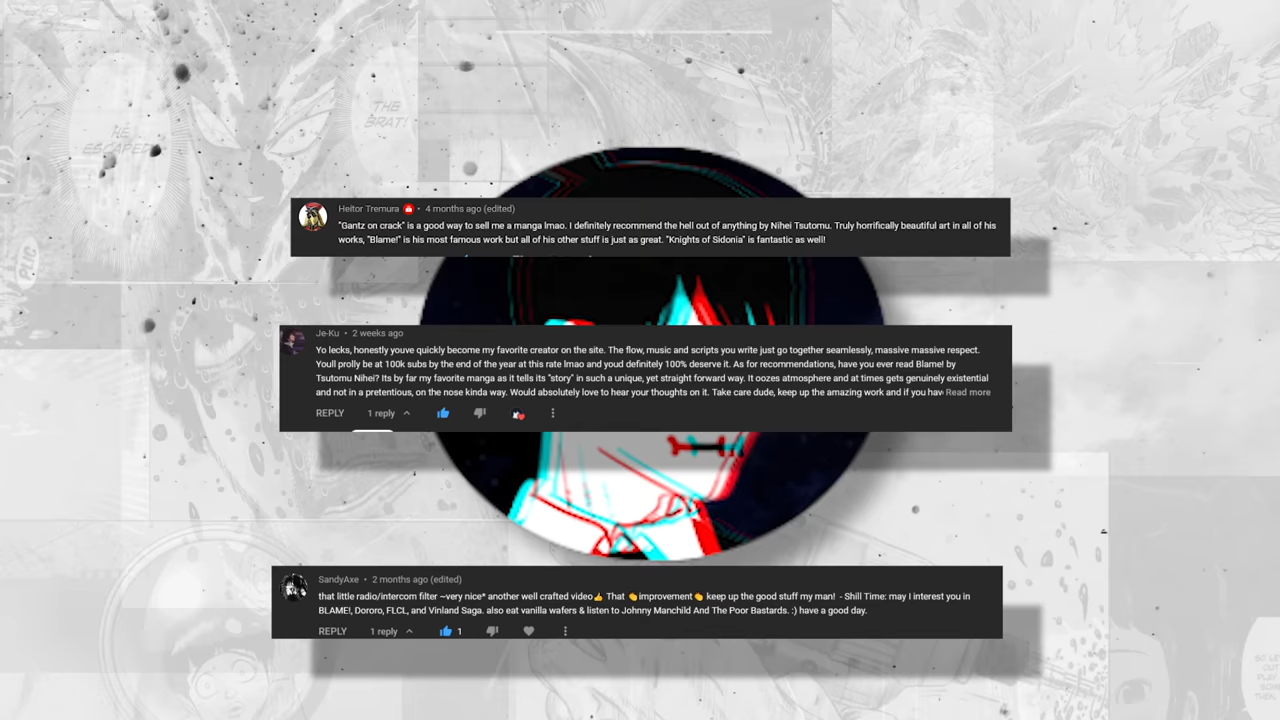 HE
ESCAPED
THE
BRAT!
Heitor Tremura • 4 months ago (edited)
"Gantz on crack" is a good way to sell me a manga lmao. I definitely recommend the hell out of anything by Nihei Tsutomu. Truly horrifically beautiful art in all of his
works, "Blame!" is his most famous work but all of his other stuff is just as great. "Knights of Sidonia" is fantastic as well!
Je-Ku • 2 weeks ago
Yo lecks, honestly youve quickly become my favorite creator on the site. The flow, music and scripts you write just go together seamlessly, massive massive respect.
Youll prolly be at 100k subs by the end of the year at this rate lmao and youd definitely 100% deserve it. As for recommendations, have you ever read Blame! by
Tsutomu Nihei? Its by far my favorite manga as it tells its "story" in such a unique, yet straight forward way. It oozes atmosphere and at times gets genuinely existential
and not in a pretentious, on the nose kinda way. Would absolutely love to hear your thoughts on it. Take care dude, keep up the amazing work and if you hav Read more
REPLY 1 reply
SandyAxe • 2 months ago (edited)
that little radio/intercom filter ~very nice* another well crafted video👍 That 👏improvement👏 keep up the good stuff my man! - Shill Time: may I interest you in
BLAME!, Dororo, FLCL, and Vinland Saga. also eat vanilla wafers & listen to Johnny Manchild And The Poor Bastards. :) have a good day.
REPLY 1 reply 1